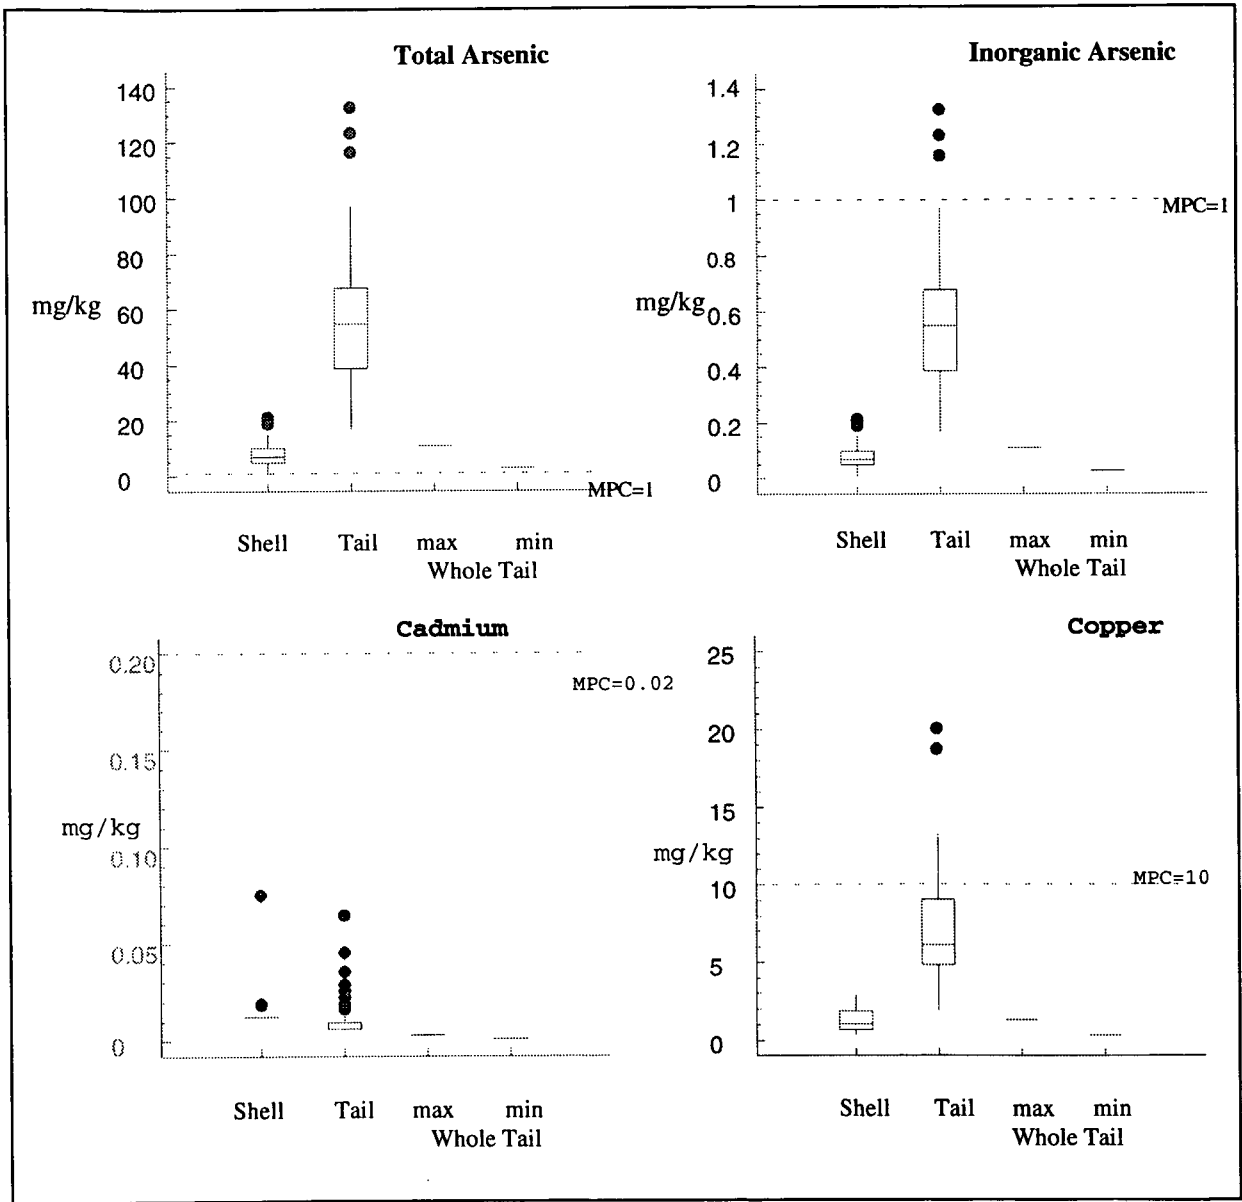 Total Arsenic
140
120
100
80
mg/kg
60
40
20
0
MPC=1
Shell Tail max min
Whole Tail
Inorganic Arsenic
1.4
1.2
1
MPC=1
0.8
mg/kg
0.6
0.4
0.2
0
Shell Tail max min
Whole Tail
Cadmium
0.20
MPC=0.02
0.15
mg/kg
0.10
0.05
0
Shell Tail max min
Whole Tail
Copper
25
20
15
mg/kg
10
MPC=10
5
0
Shell Tail max min
Whole Tail